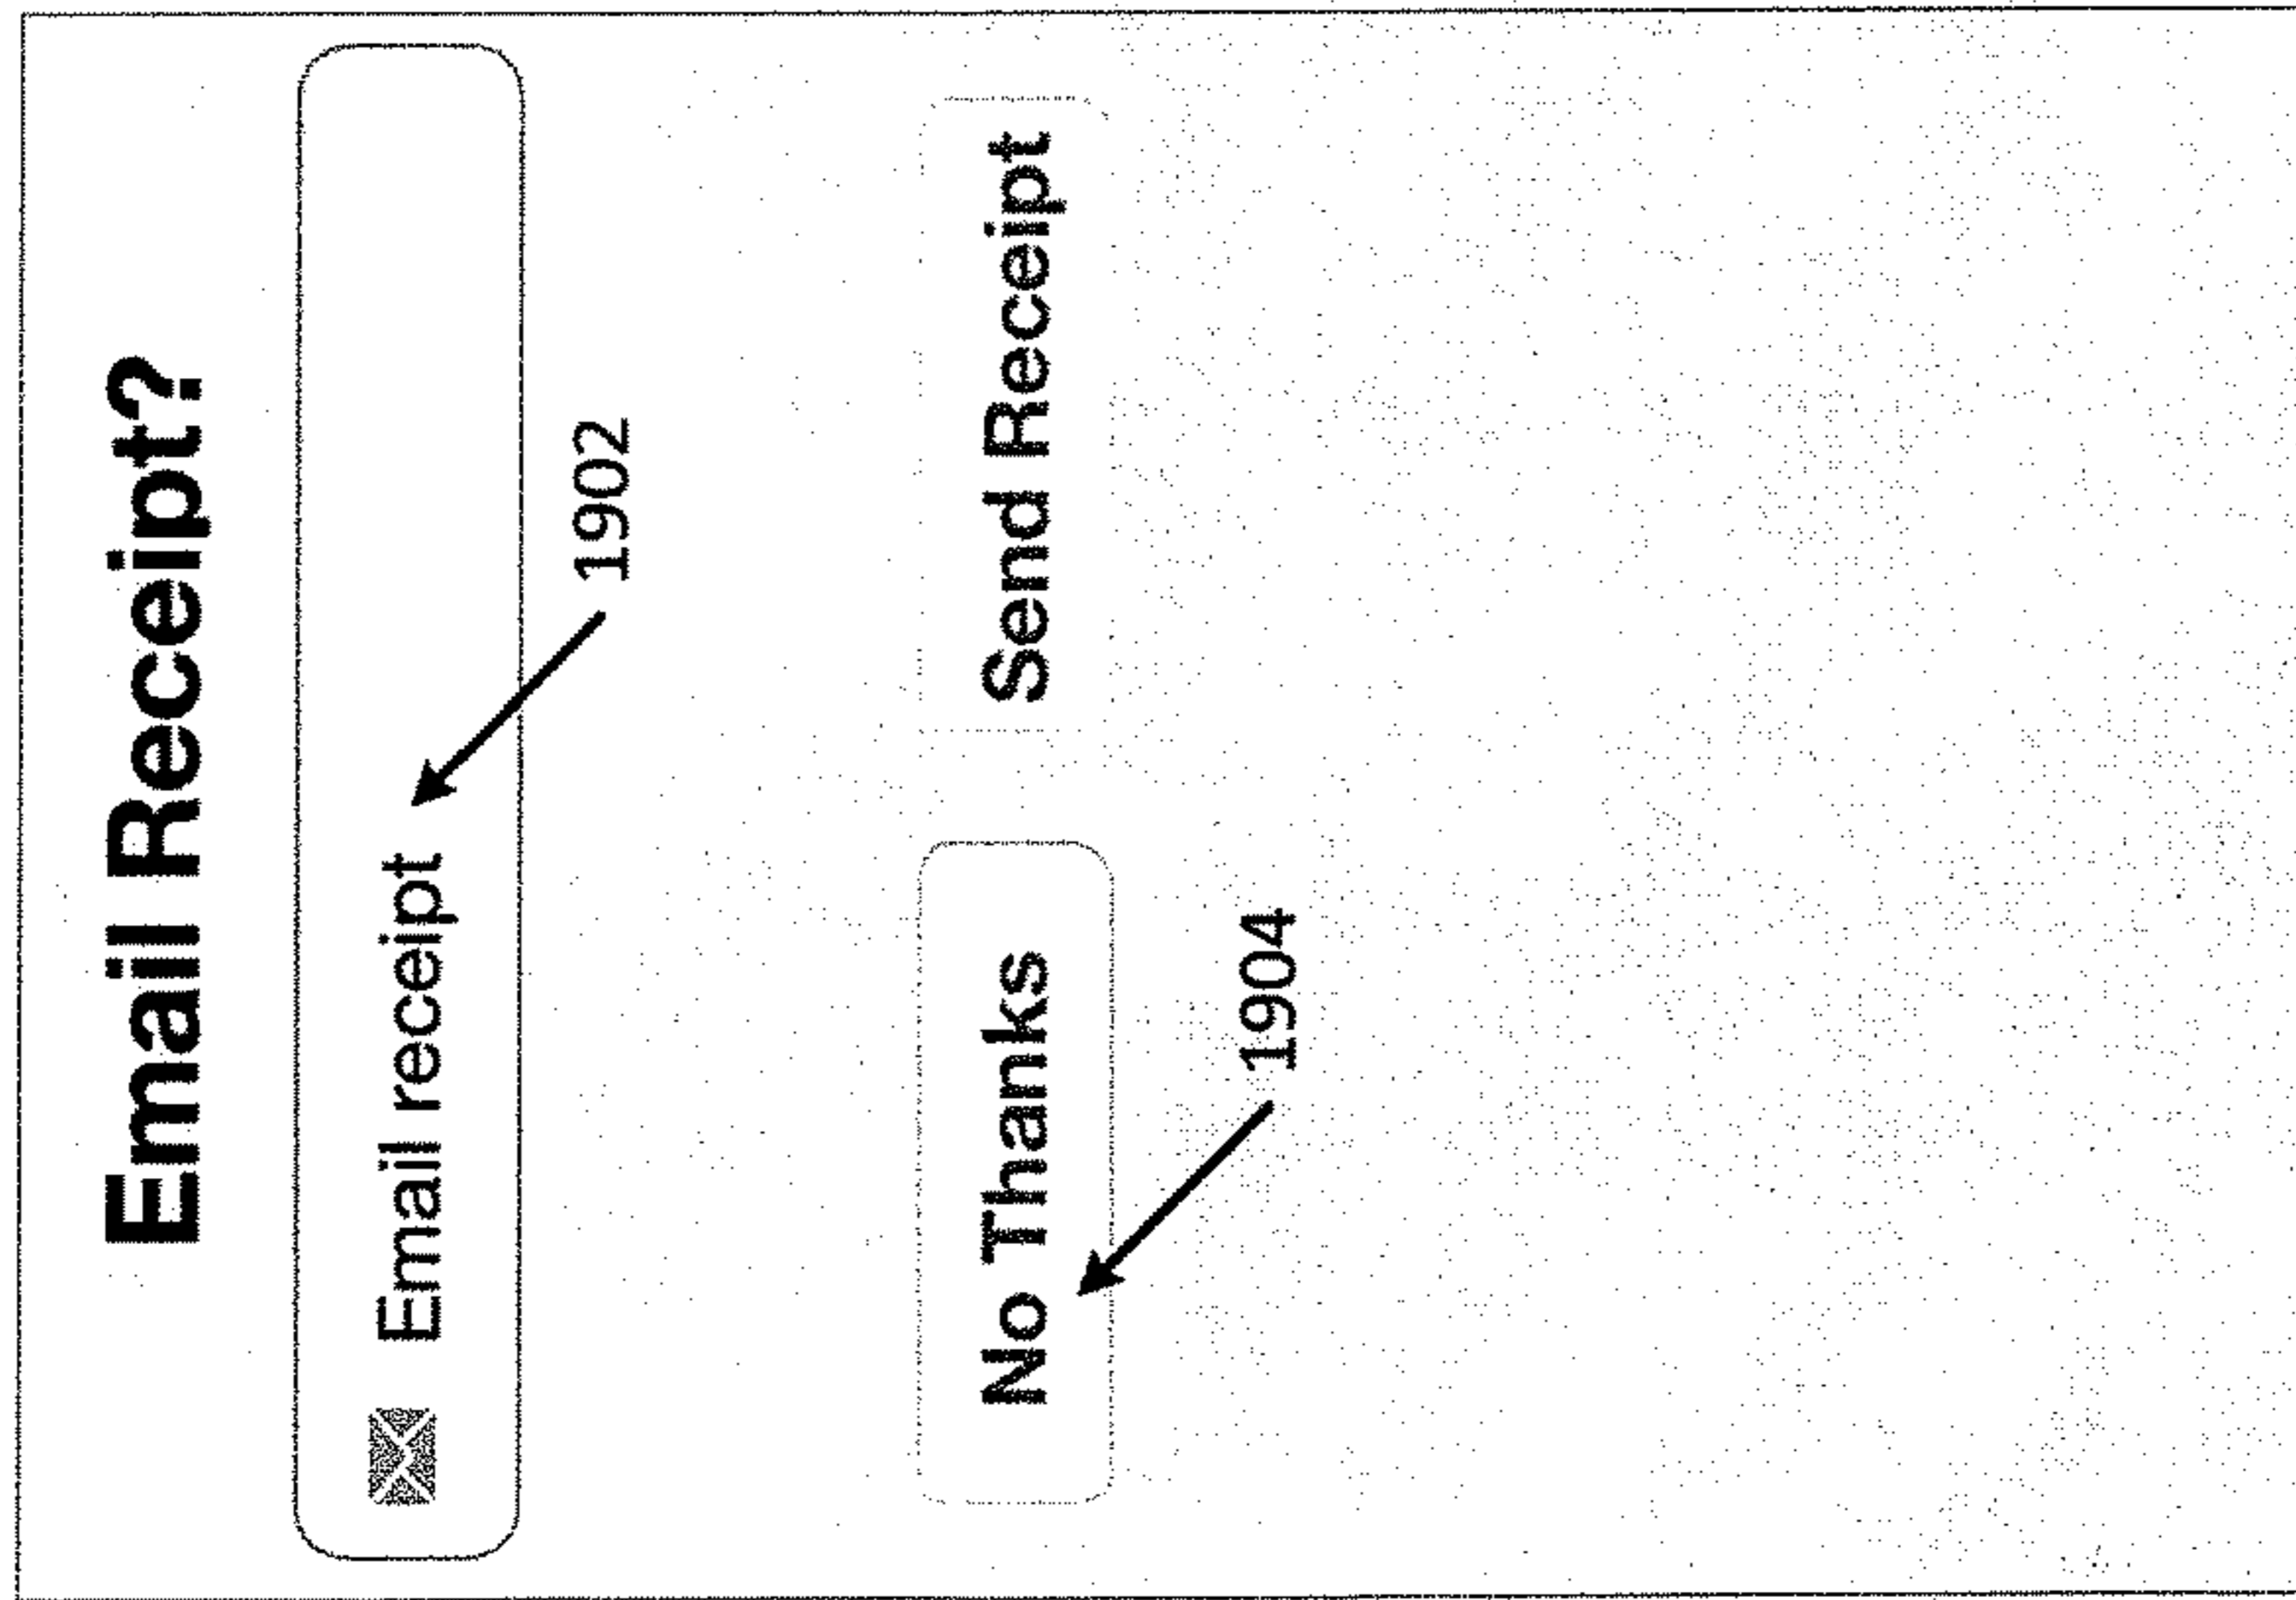 Email Receipt?
Email receipt
1902
No Thanks Send Receipt
1904